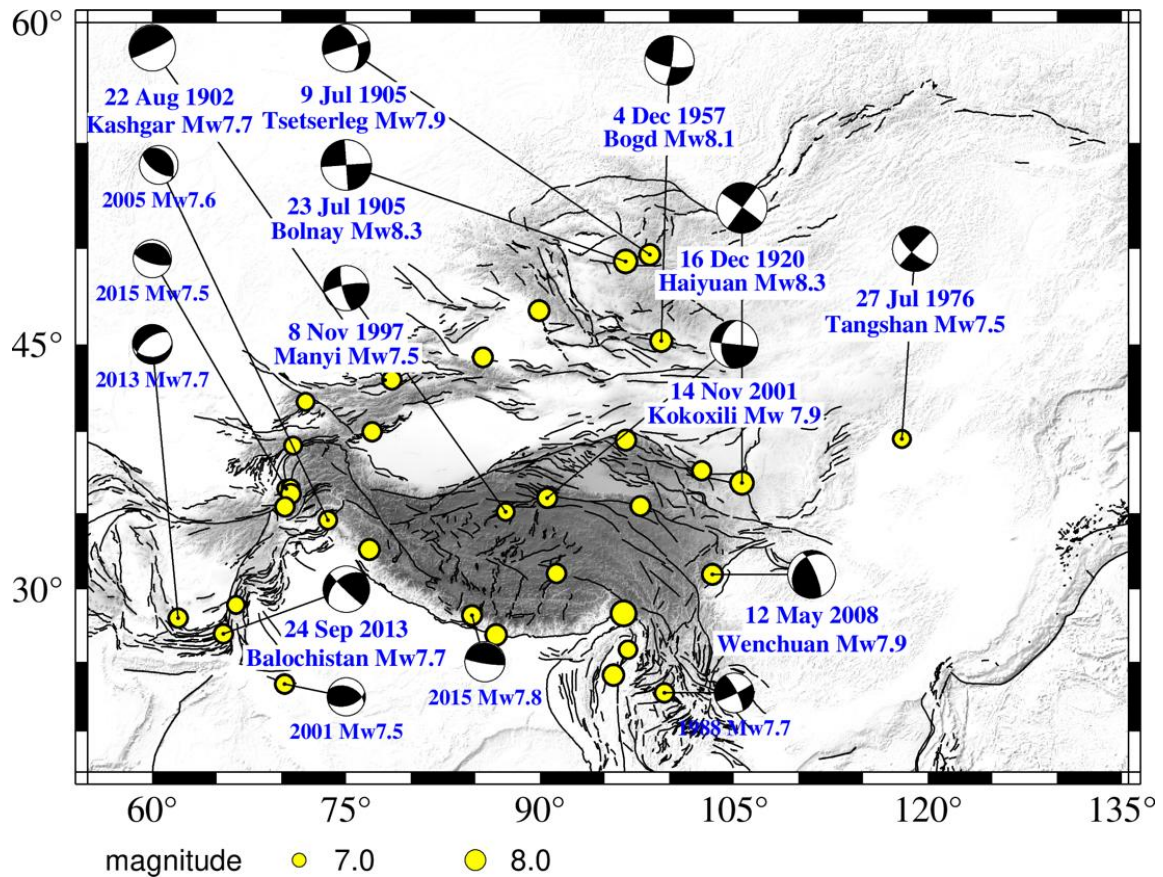 60°
22 Aug 1902
Kashgar Mw7.7
9 Jul 1905
Tsetserleg Mw7.9
4 Dec 1957
Bogd Mw8.1
2005 Mw7.6
23 Jul 1905
Bolnay Mw8.3
16 Dec 1920
Haiyuan Mw8.3
2015 Mw7.5
27 Jul 1976
Tangshan Mw7.5
8 Nov 1997
Manyi Mw7.5
45°
2013 Mw7.7
14 Nov 2001
Kokoxili Mw 7.9
30°
12 May 2008
Wenchuan Mw7.9
24 Sep 2013
Balochistan Mw7.7
2015 Mw7.8
2001 Mw7.5
1988 Mw7.7
60° 75° 90° 105° 120° 135°
magnitude 7.0 8.0